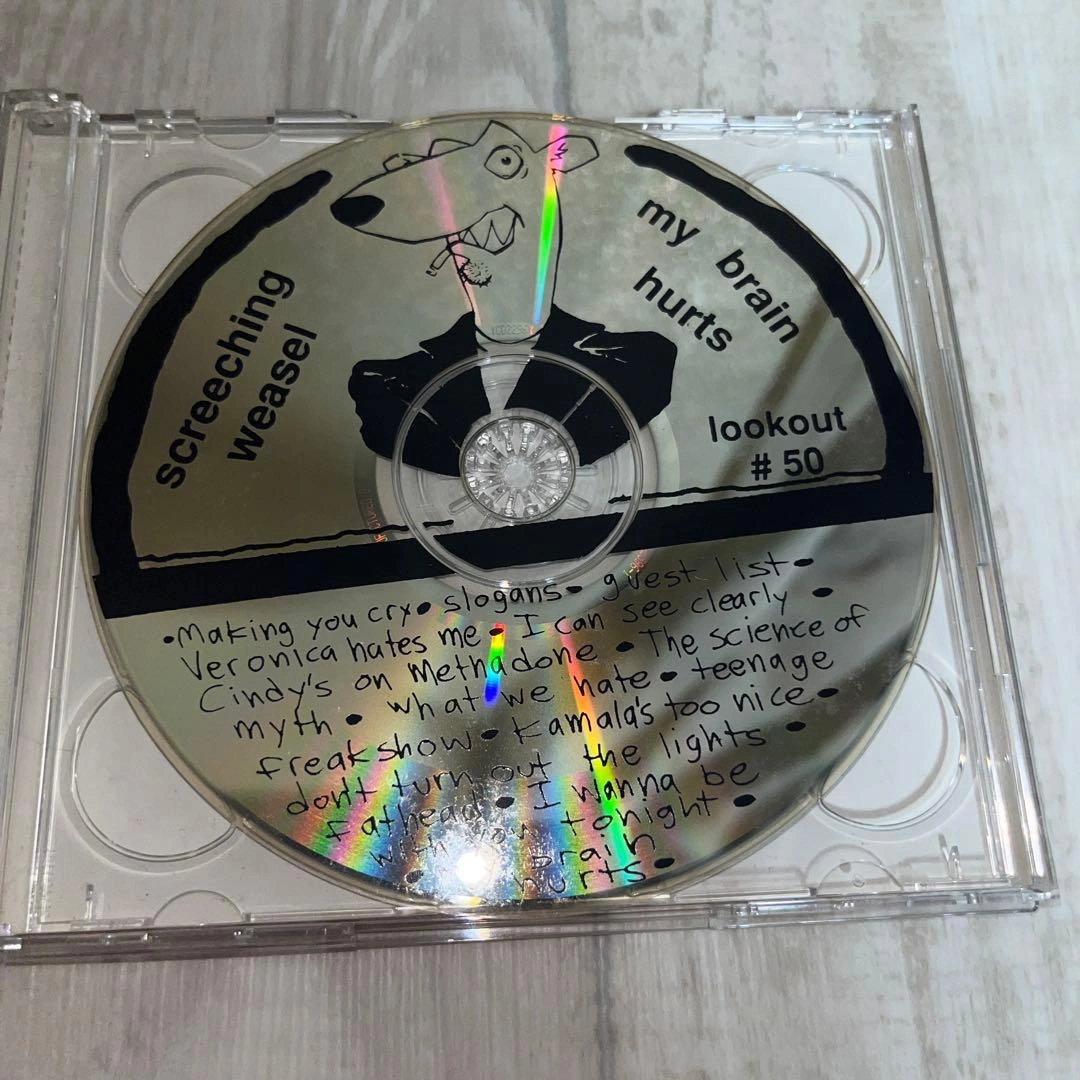 screeching
weasel
my brain
hurts
lookout
# 50
•Making you cry• slogans• guest list•
Veronica hates me• I can see clearly •
Cindy's on Methadone • The science of
myth • what we hate• teenage
freakshow • Kamala's too nice •
don't turn out the lights •
fathead • I wanna be
with you tonight •
• my brain
hurts•